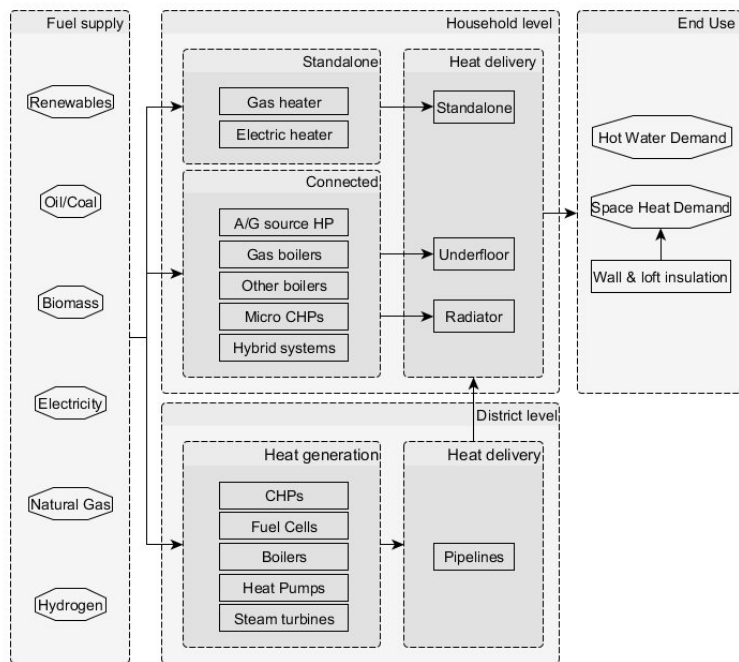 Fuel supply
Renewables
Oil/Coal
Biomass
Electricity
Natural Gas
Hydrogen
Household level
Standalone
Gas heater
Electric heater
Connected
A/G source HP
Gas boilers
Other boilers
Micro CHPs
Hybrid systems
Heat delivery
Standalone
Underfloor
Radiator
District level
Heat generation
CHPs
Fuel Cells
Boilers
Heat Pumps
Steam turbines
Heat delivery
Pipelines
End Use
Hot Water Demand
Space Heat Demand
Wall & loft insulation